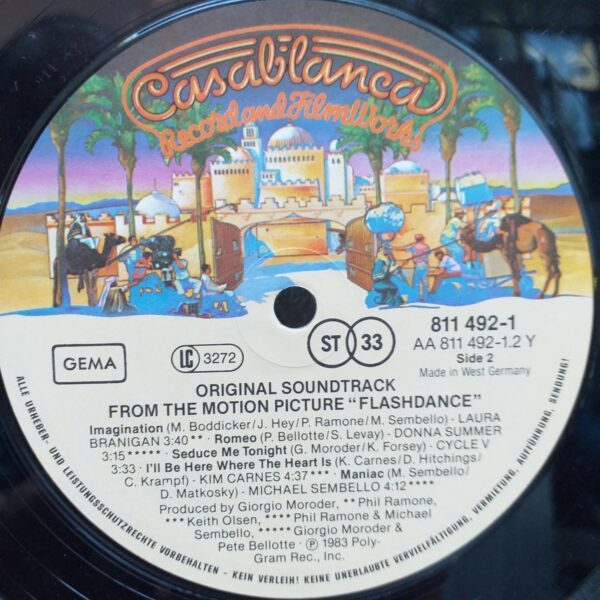 Casablanca
Record and FilmWorks
GEMA
LC 3272
ST 33
811 492-1
AA 811 492-1.2 Y
Side 2
Made in West Germany
ORIGINAL SOUNDTRACK
FROM THE MOTION PICTURE “FLASHDANCE”
Imagination (M. Boddicker/J. Hey/P. Ramone/M. Sembello) - LAURA
BRANIGAN 3:40 ** · Romeo (P. Bellotte/S. Levay) - DONNA SUMMER
3:15 ***** · Seduce Me Tonight (G. Moroder/K. Forsey) - CYCLE V
3:33 · I'll Be Here Where The Heart Is (K. Carnes/D. Hitchings/
C. Krampf) - KIM CARNES 4:37 *** · Maniac (M. Sembello/
D. Matkosky) - MICHAEL SEMBELLO 4:12 ****
Produced by Giorgio Moroder, **Phil Ramone,
***Keith Olsen, ****Phil Ramone & Michael
Sembello, *****Giorgio Moroder &
Pete Bellotte · Ⓟ 1983 Poly-
Gram Rec., Inc.
ALLE URHEBER- UND LEISTUNGSSCHUTZRECHTE VORBEHALTEN - KEIN VERLEIH! KEINE UNERLAUBTE VERVIELFÄLTIGUNG, VERMIETUNG, AUFFÜHRUNG, SENDUNG!